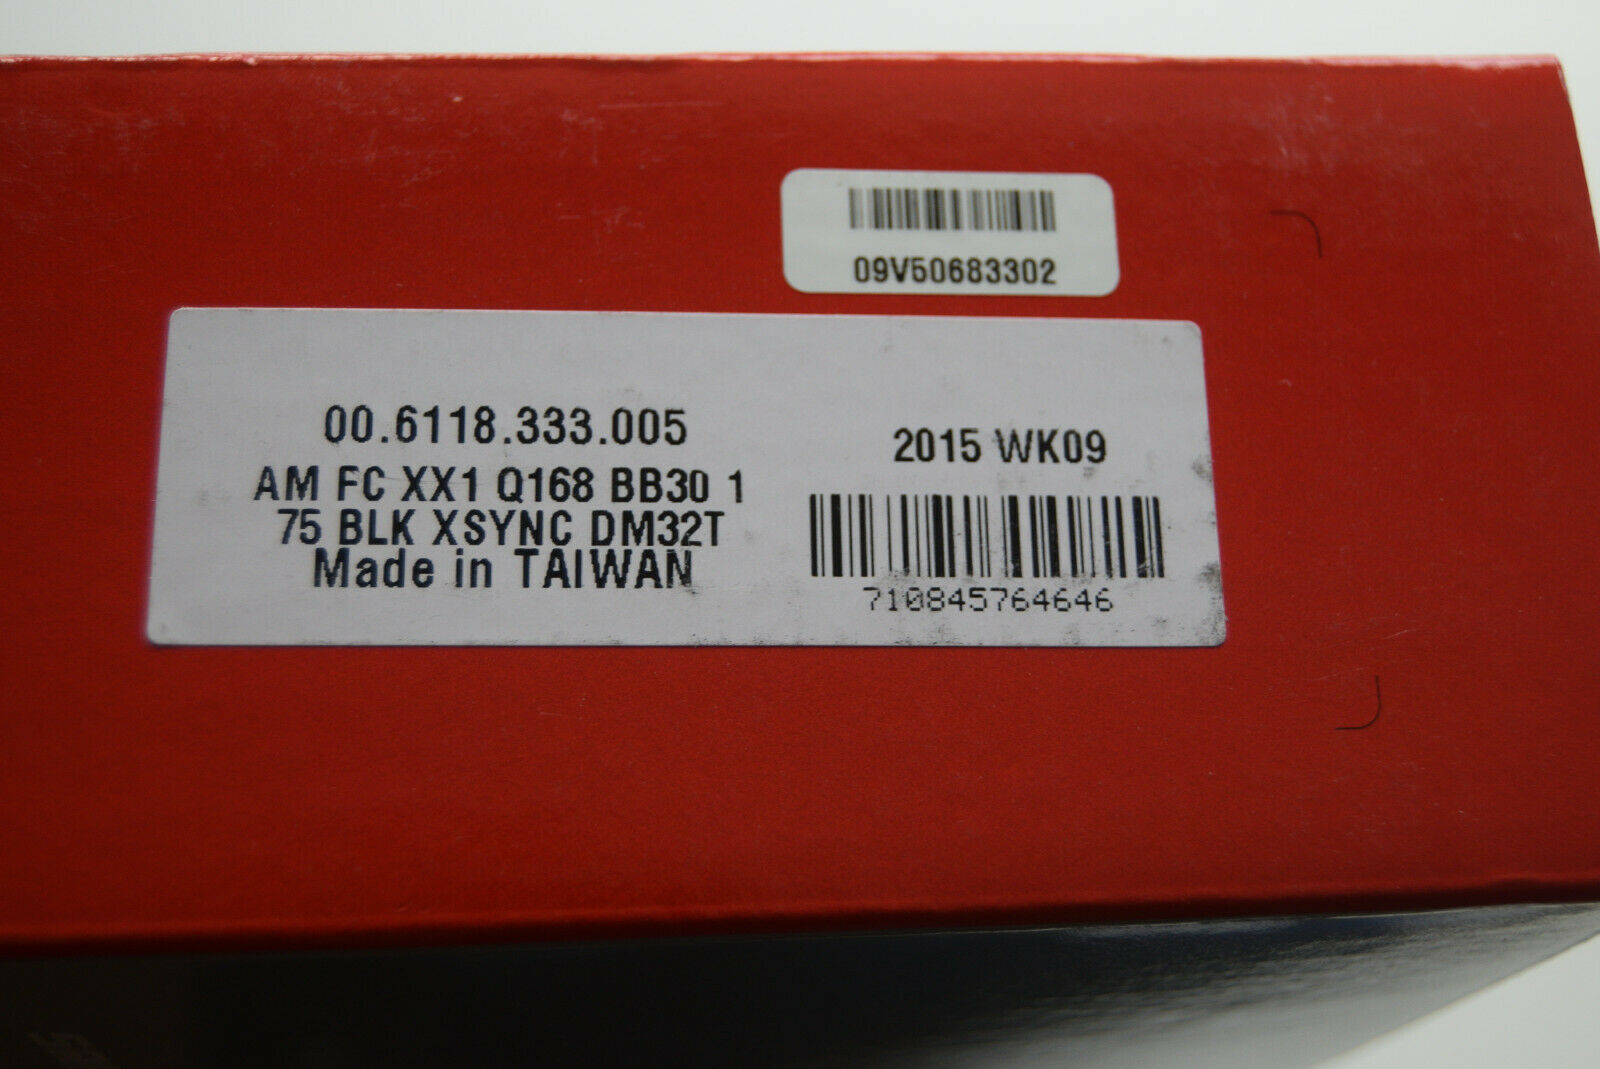 09V50683302
00.6118.333.005
AM FC XX1 Q168 BB30 1
75 BLK XSYNC DM32T
Made in TAIWAN
2015 WK09
710845764646